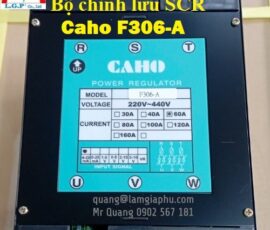 L.G.P
Bộ chỉnh lưu SCR
Caho F306-A
R S T
UP
CAHO
POWER REGULATOR
MODEL F306-A
VOLTAGE 220V~440V
CURRENT 30A 40A 60A
80A 100A 120A
160A
INPUT SIGNAL
quang@lamgiaphu.com
Mr Quang 0902 567 181
U V W